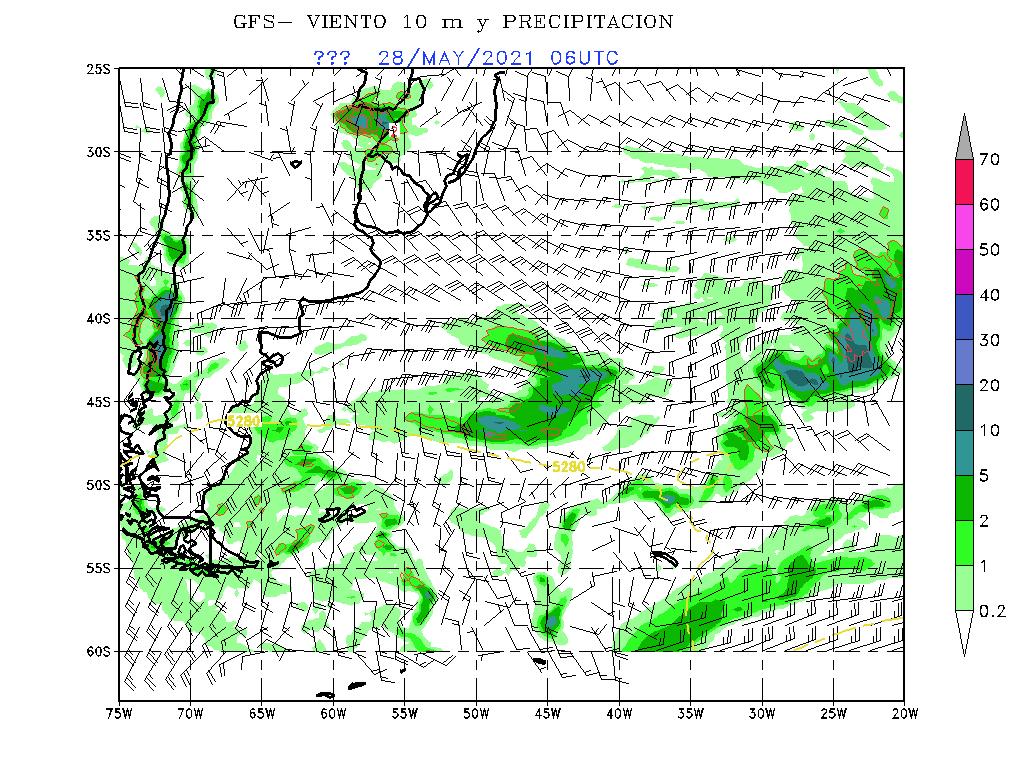 GFS— VIENTO 10 m y PRECIPITACION
??? 28/MAY/2021 06UTC
25S
30S
35S
40S
45S
50S
55S
60S
75W 70W 65W 60W 55W 50W 45W 40W 35W 30W 25W 20W
5280
5280
70
60
50
40
30
20
10
5
2
1
0.2